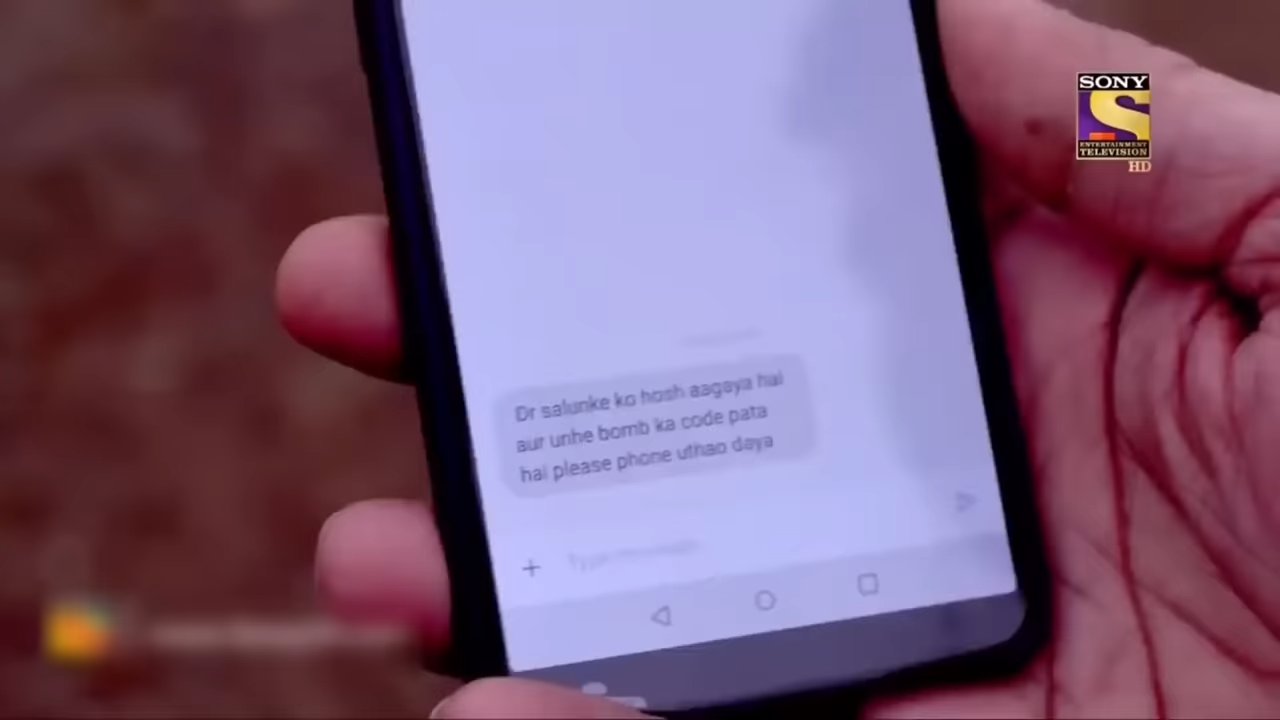 SONY
ENTERTAINMENT
TELEVISION
HD
Dr salunke ko hosh aagaya hai
aur unhe bomb ka code pata
hai please phone uthao daya